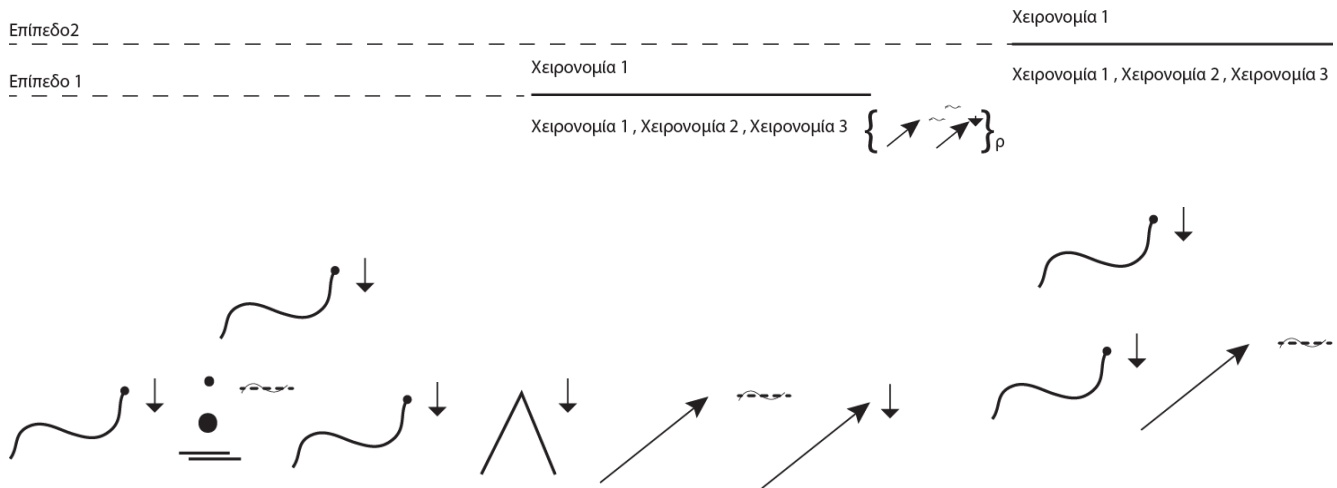 Επίπεδο2
Χειρονομία 1
Χειρονομία 1 , Χειρονομία 2 , Χειρονομία 3
Επίπεδο 1
Χειρονομία 1
Χειρονομία 1 , Χειρονομία 2 , Χειρονομία 3 { }ρ